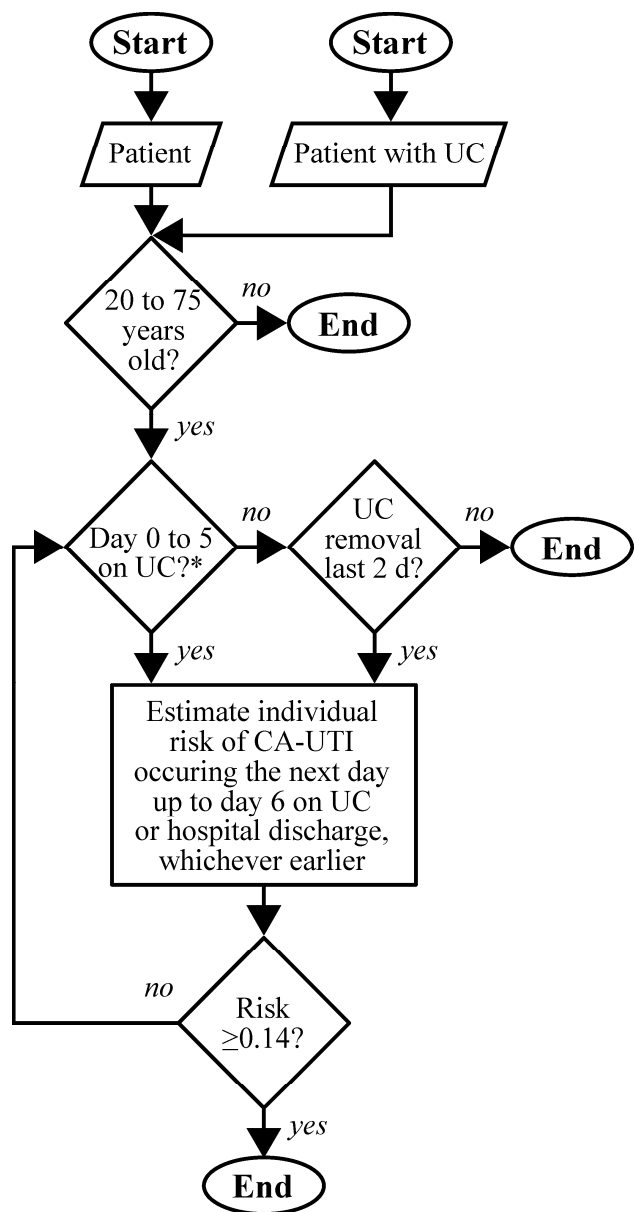 Start
Start
Patient
Patient with UC
20 to 75
years
old?
no
End
yes
Day 0 to 5
on UC?*
no
UC
removal
last 2 d?
no
End
yes
yes
Estimate individual
risk of CA-UTI
occuring the next day
up to day 6 on UC
or hospital discharge,
whichever earlier
no
Risk
≥0.14?
yes
End